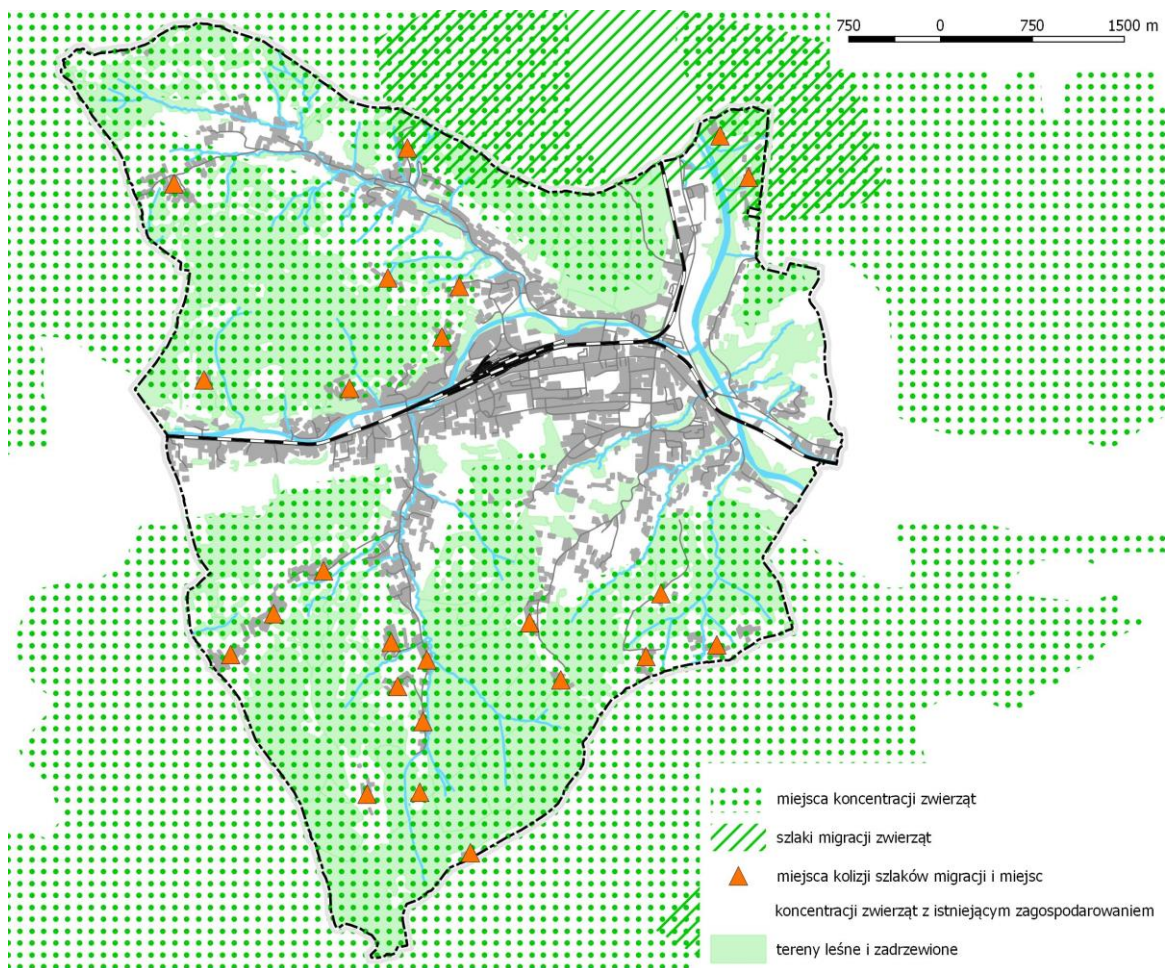 750 0 750 1500 m
miejsca koncentracji zwierząt
szlaki migracji zwierząt
miejsca kolizji szlaków migracji i miejsc
koncentracji zwierząt z istniejącym zagospodarowaniem
tereny leśne i zadrzewione